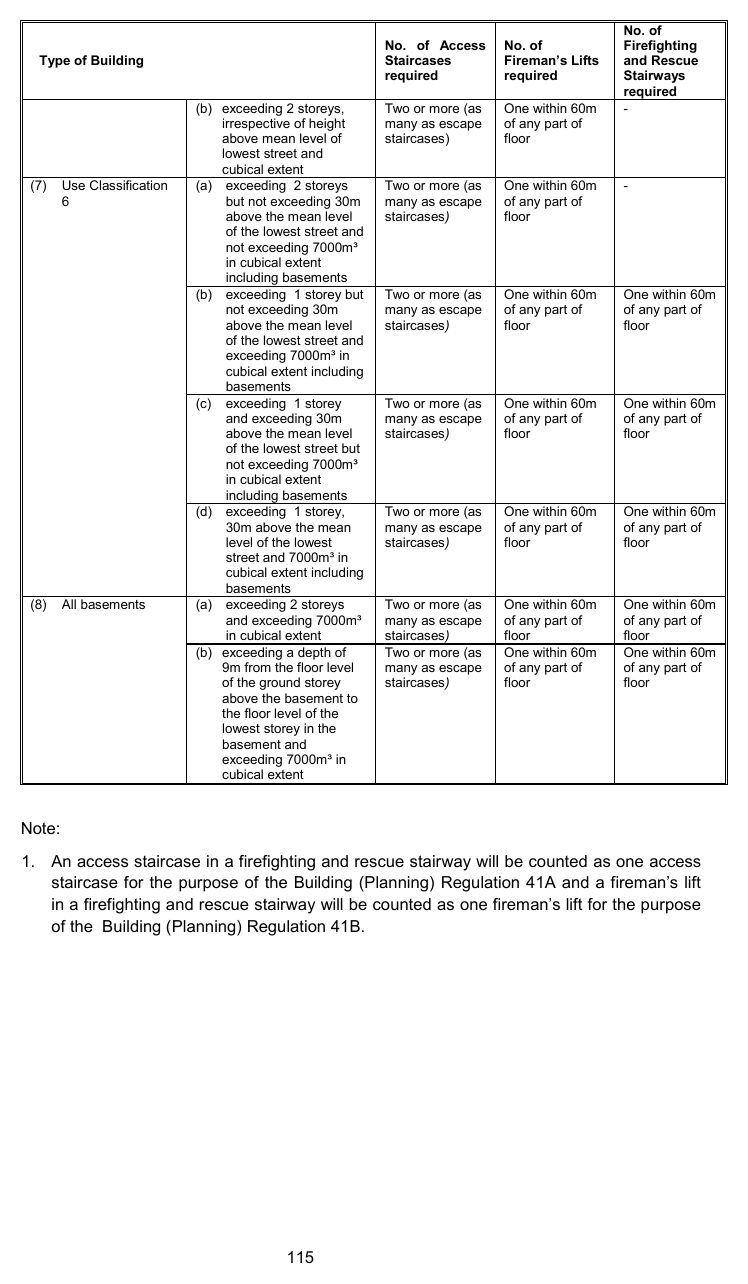 Type of Building
No. of Access
Staircases
required
No. of
Fireman's Lifts
required
No. of
Firefighting
and Rescue
Stairways
required
(b) exceeding 2 storeys,
irrespective of height
above mean level of
lowest street and
cubical extent
Two or more (as
many as escape
staircases)
One within 60m
of any part of
floor
-
(7) Use Classification
6
(a) exceeding 2 storeys
but not exceeding 30m
above the mean level
of the lowest street and
not exceeding 7000m³
in cubical extent
including basements
Two or more (as
many as escape
staircases)
One within 60m
of any part of
floor
-
(b) exceeding 1 storey but
not exceeding 30m
above the mean level
of the lowest street and
exceeding 7000m³ in
cubical extent including
basements
Two or more (as
many as escape
staircases)
One within 60m
of any part of
floor
One within 60m
of any part of
floor
(c) exceeding 1 storey
and exceeding 30m
above the mean level
of the lowest street but
not exceeding 7000m³
in cubical extent
including basements
Two or more (as
many as escape
staircases)
One within 60m
of any part of
floor
One within 60m
of any part of
floor
(d) exceeding 1 storey,
30m above the mean
level of the lowest
street and 7000m³ in
cubical extent including
basements
Two or more (as
many as escape
staircases)
One within 60m
of any part of
floor
One within 60m
of any part of
floor
(8) All basements
(a) exceeding 2 storeys
and exceeding 7000m³
in cubical extent
Two or more (as
many as escape
staircases)
One within 60m
of any part of
floor
One within 60m
of any part of
floor
(b) exceeding a depth of
9m from the floor level
of the ground storey
above the basement to
the floor level of the
lowest storey in the
basement and
exceeding 7000m³ in
cubical extent
Two or more (as
many as escape
staircases)
One within 60m
of any part of
floor
One within 60m
of any part of
floor
Note:
1. An access staircase in a firefighting and rescue stairway will be counted as one access
staircase for the purpose of the Building (Planning) Regulation 41A and a fireman's lift
in a firefighting and rescue stairway will be counted as one fireman's lift for the purpose
of the Building (Planning) Regulation 41B.
115